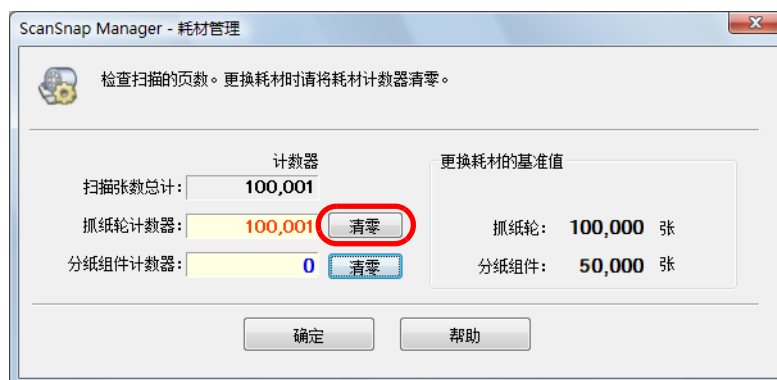 ScanSnap Manager - 耗材管理
检查扫描的页数。更换耗材时请将耗材计数器清零。
计数器
扫描张数总计: 100,001
抓纸轮计数器: 100,001 清零
分纸组件计数器: 0 清零
更换耗材的基准值
抓纸轮: 100,000 张
分纸组件: 50,000 张
确定 帮助